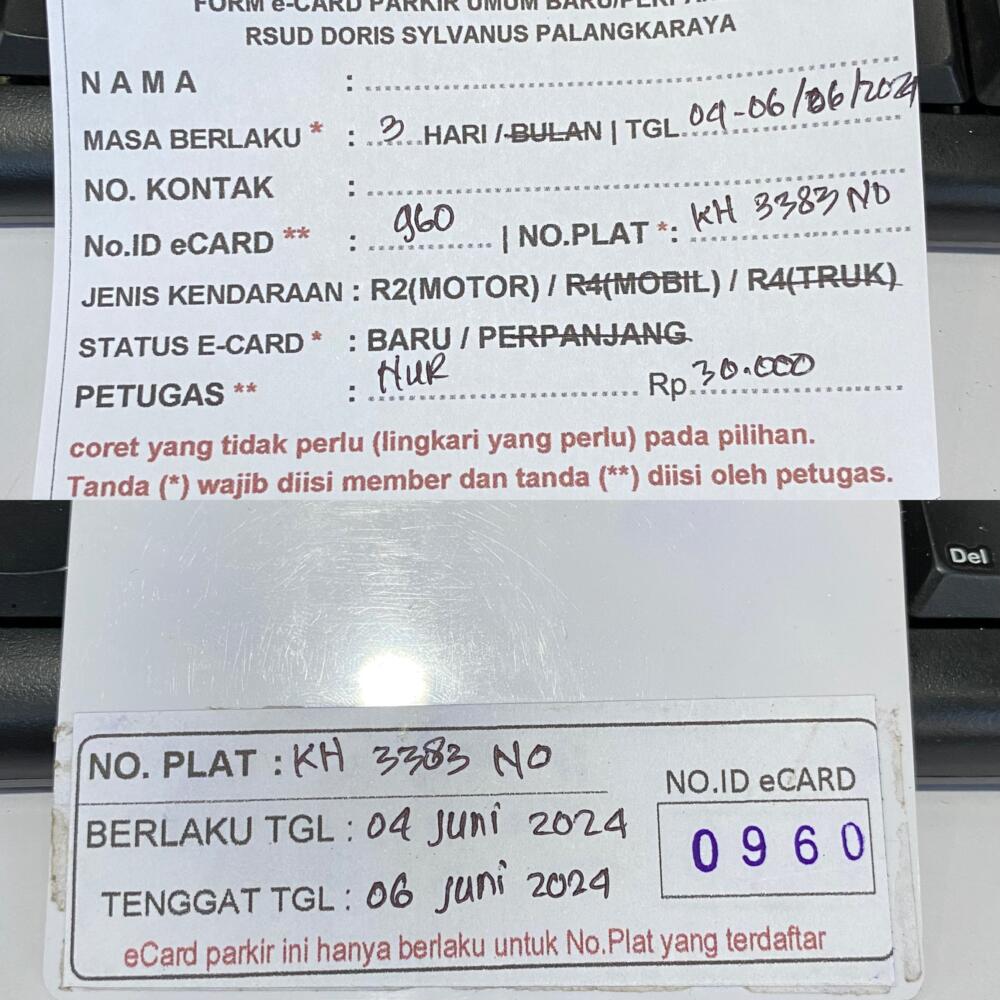 FORM e-CARD PARKIR UMUM
RSUD DORIS SYLVANUS PALANGKARAYA
NAMA :
MASA BERLAKU * : 3 HARI / BULAN | TGL 04-06/06/2024
NO. KONTAK :
No.ID eCARD ** : 960 | NO.PLAT *: KH 3383 NO
JENIS KENDARAAN : R2(MOTOR) / R4(MOBIL) / R4(TRUK)
STATUS E-CARD * : BARU / PERPANJANG
PETUGAS ** : NUR Rp 30.000
coret yang tidak perlu (lingkari yang perlu) pada pilihan.
Tanda (*) wajib diisi member dan tanda (**) diisi oleh petugas.
Del
NO. PLAT : KH 3383 NO
NO.ID eCARD
BERLAKU TGL : 04 Juni 2024
0960
TENGGAT TGL : 06 Juni 2024
eCard parkir ini hanya berlaku untuk No.Plat yang terdaftar